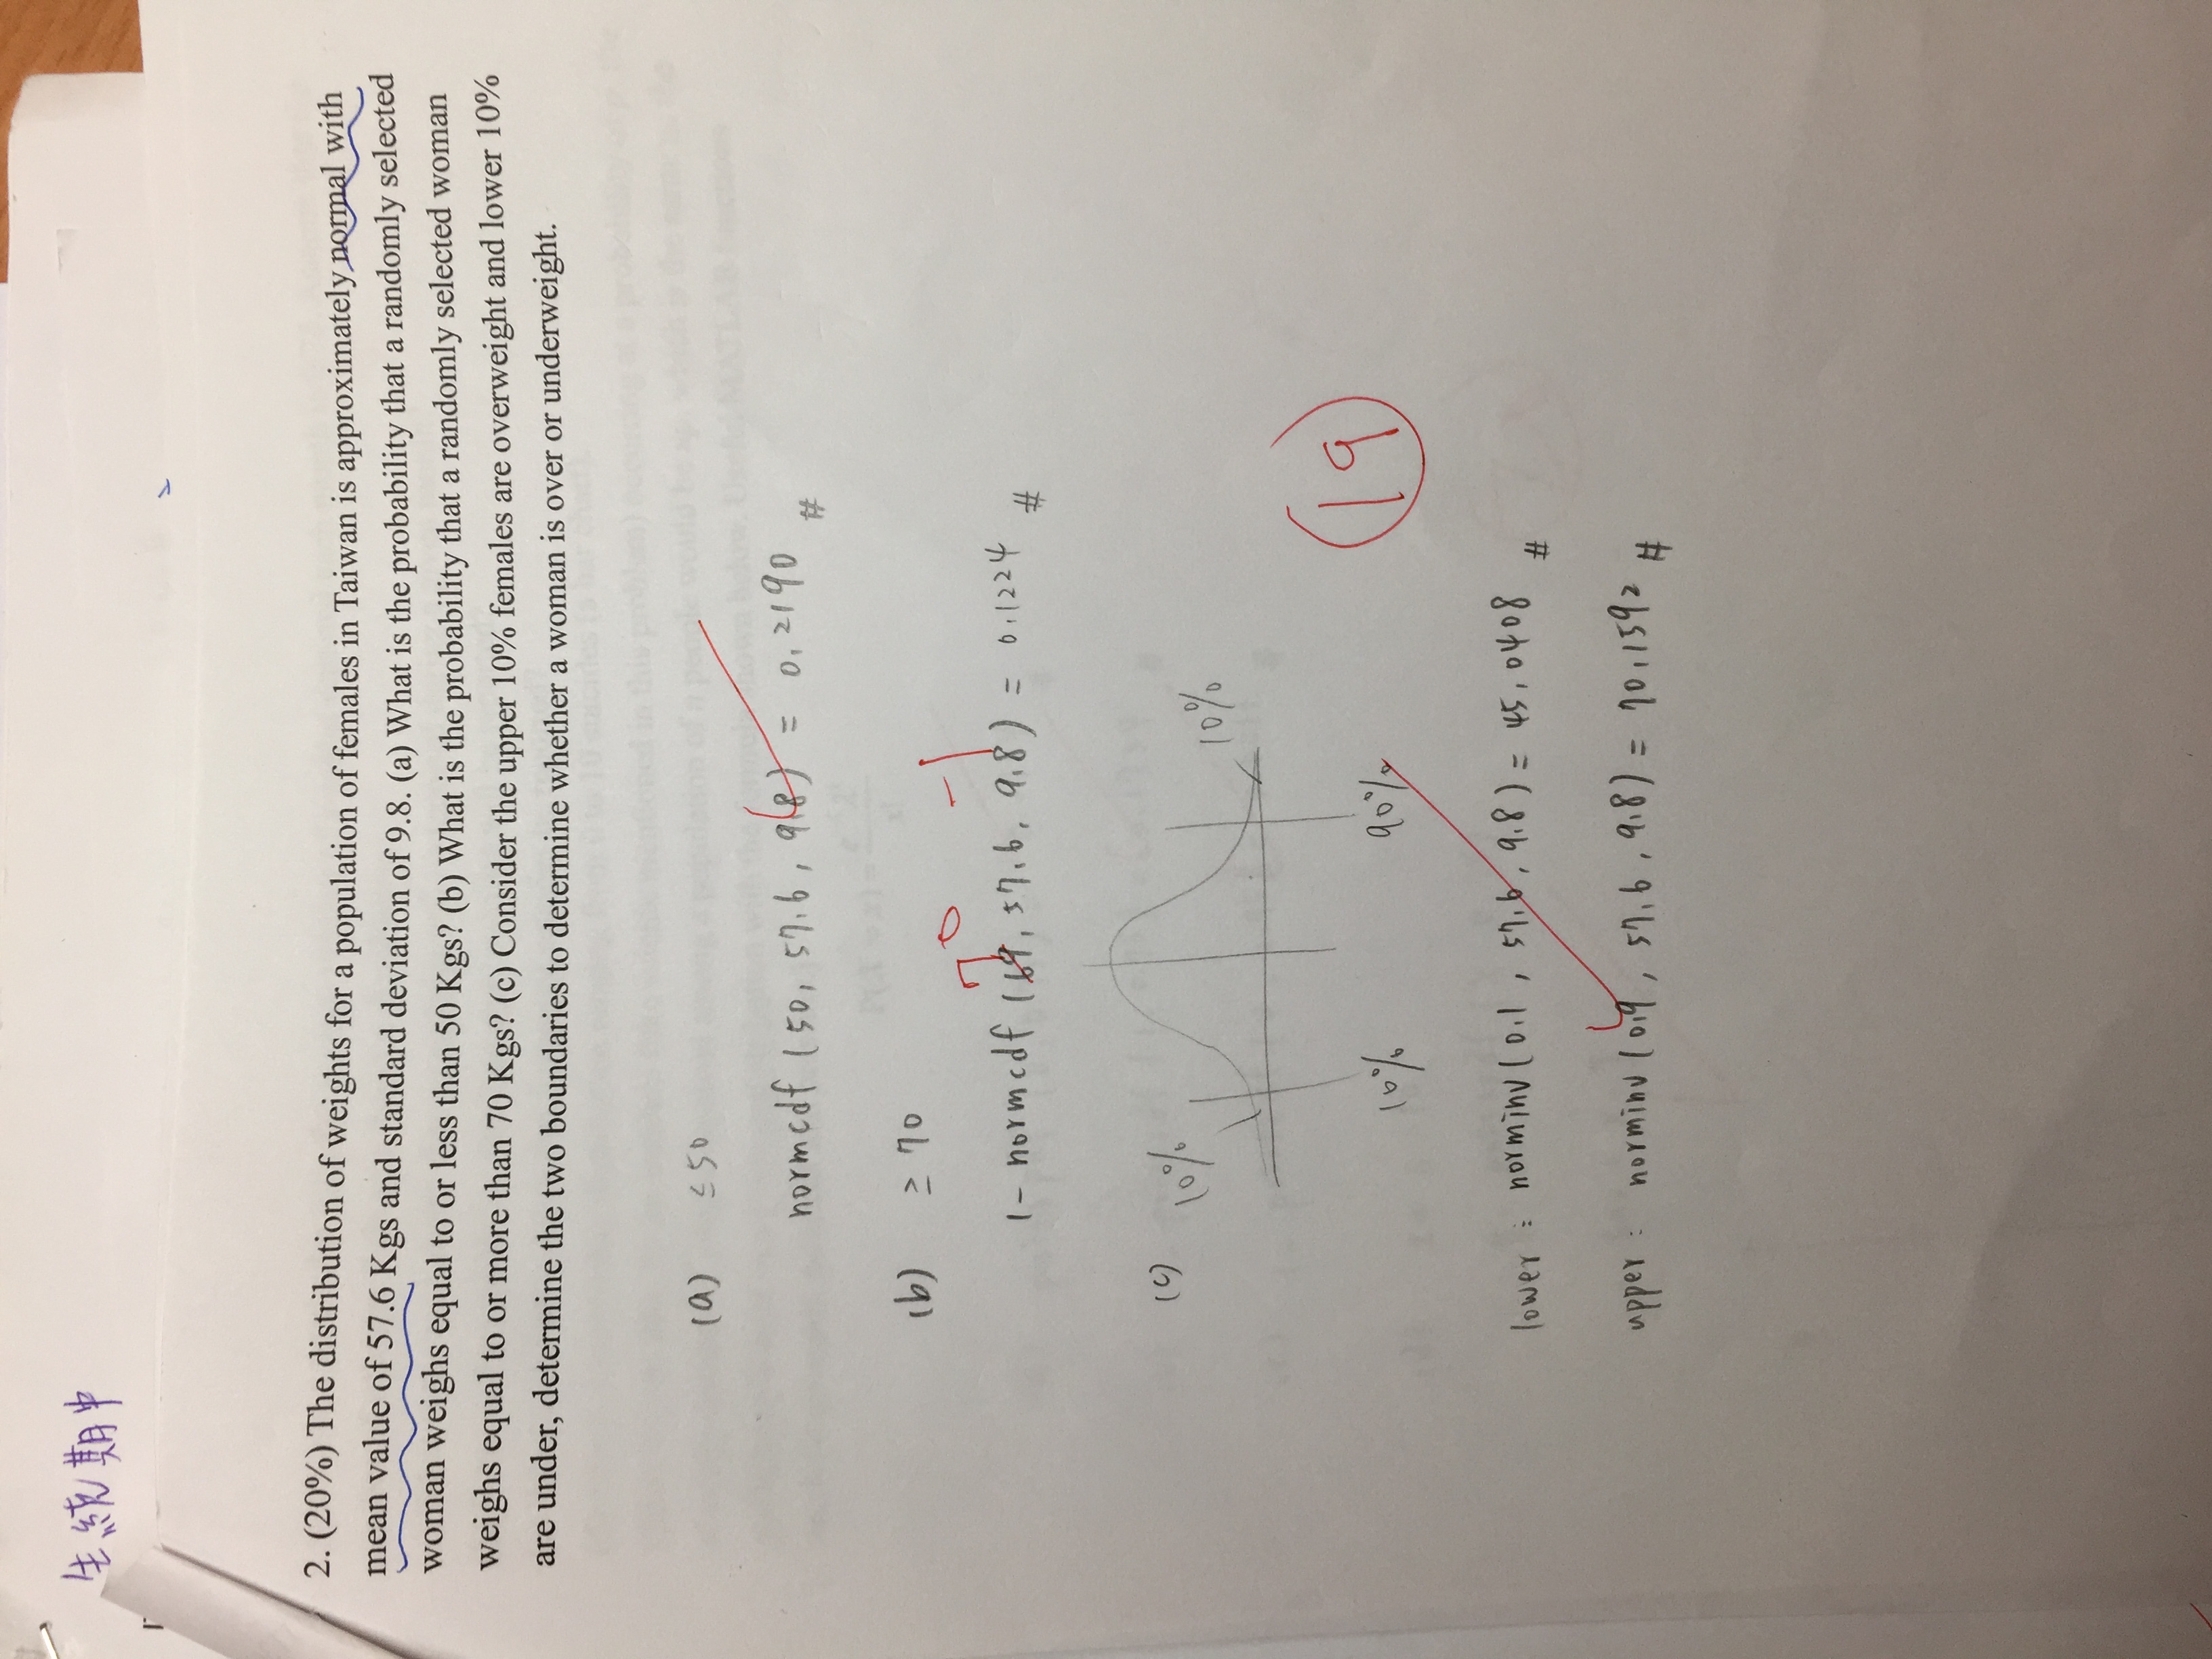 生統期中
2. (20%) The distribution of weights for a population of females in Taiwan is approximately normal with
mean value of 57.6 Kgs and standard deviation of 9.8. (a) What is the probability that a randomly selected
woman weighs equal to or less than 50 Kgs? (b) What is the probability that a randomly selected woman
weighs equal to or more than 70 Kgs? (c) Consider the upper 10% females are overweight and lower 10%
are under, determine the two boundaries to determine whether a woman is over or underweight.
(a) ≤ 50
normcdf (50, 57.6, 9.8) = 0.2190 #
(b) ≥ 70
70 -1
1 - normcdf (69, 57.6, 9.8) = 0.1224 #
(c) 10% 10%
10% 90%
19
lower : norminv (0.1, 57.6, 9.8) = 45.0408 #
upper : norminv (0.9, 57.6, 9.8) = 70.1592 #